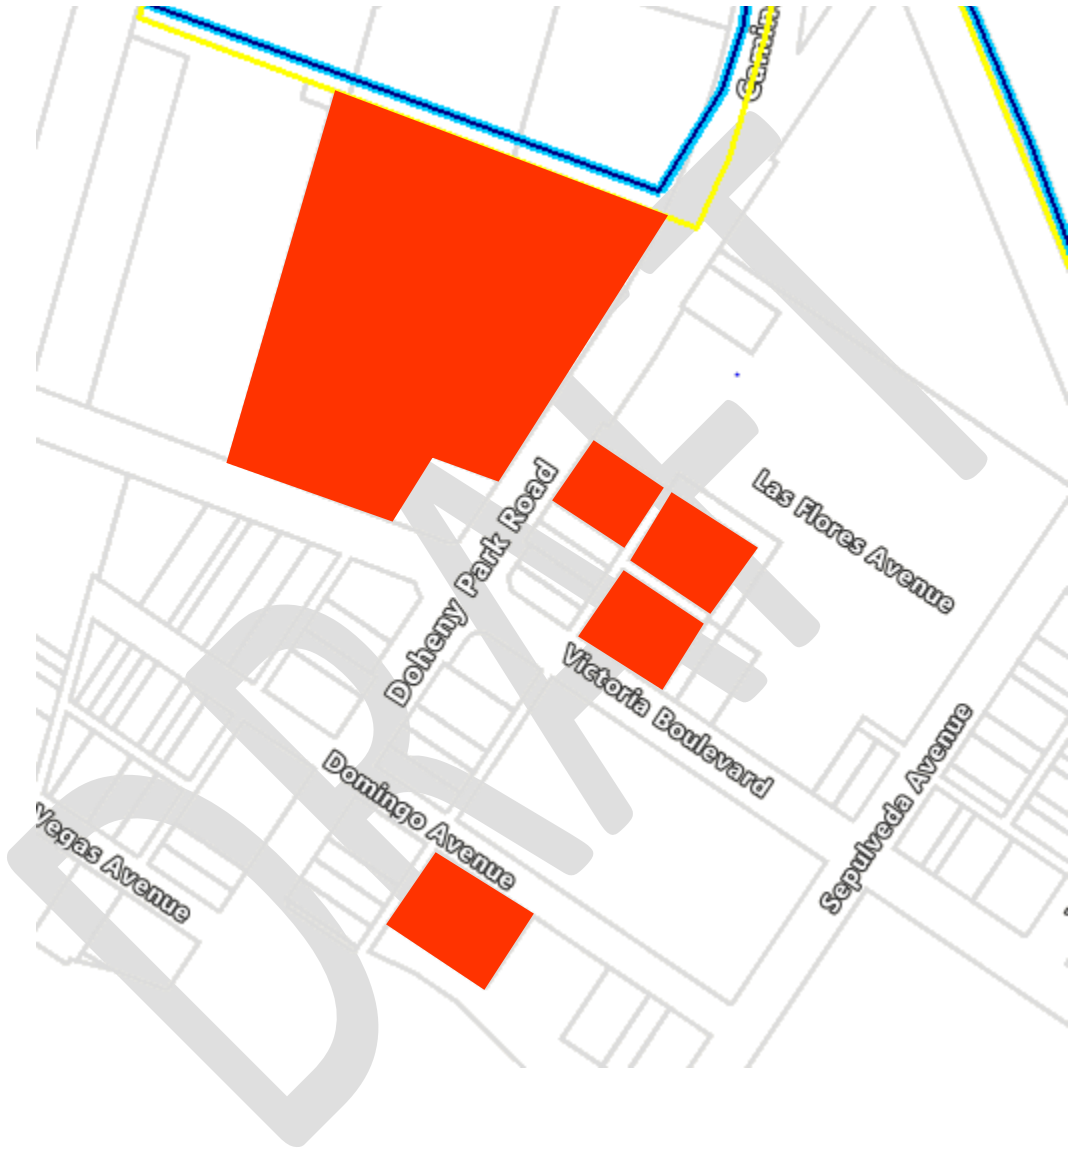 Las Flores Avenue
Doheny Park Road
Victoria Boulevard
Sepulveda Avenue
Domingo Avenue
Vegas Avenue
DRAFT